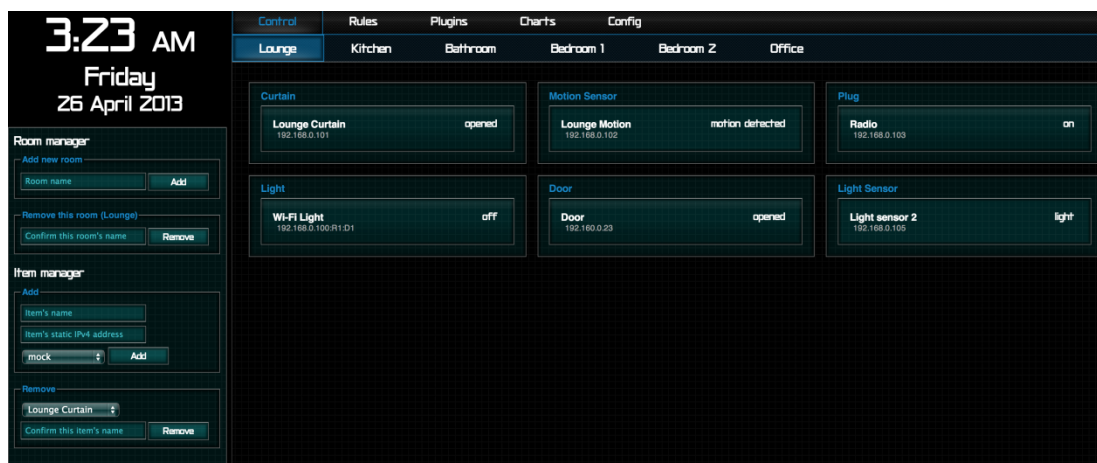 3:23 AM
Friday
26 April 2013
Room manager
Add new room
Room name
Add
Remove this room (Lounge)
Confirm this room's name
Remove
Item manager
Add
Item's name
Item's static IPv4 address
mock
Add
Remove
Lounge Curtain
Confirm this item's name
Remove
Control Rules Plugins Charts Config
Lounge Kitchen Bathroom Bedroom 1 Bedroom 2 Office
Curtain
Lounge Curtain opened
192.168.0.101
Motion Sensor
Lounge Motion motion detected
192.168.0.102
Plug
Radio on
192.168.0.103
Light
Wi-Fi Light off
192.168.0.100:R1:D1
Door
Door opened
192.160.0.23
Light Sensor
Light sensor 2 light
192.168.0.105